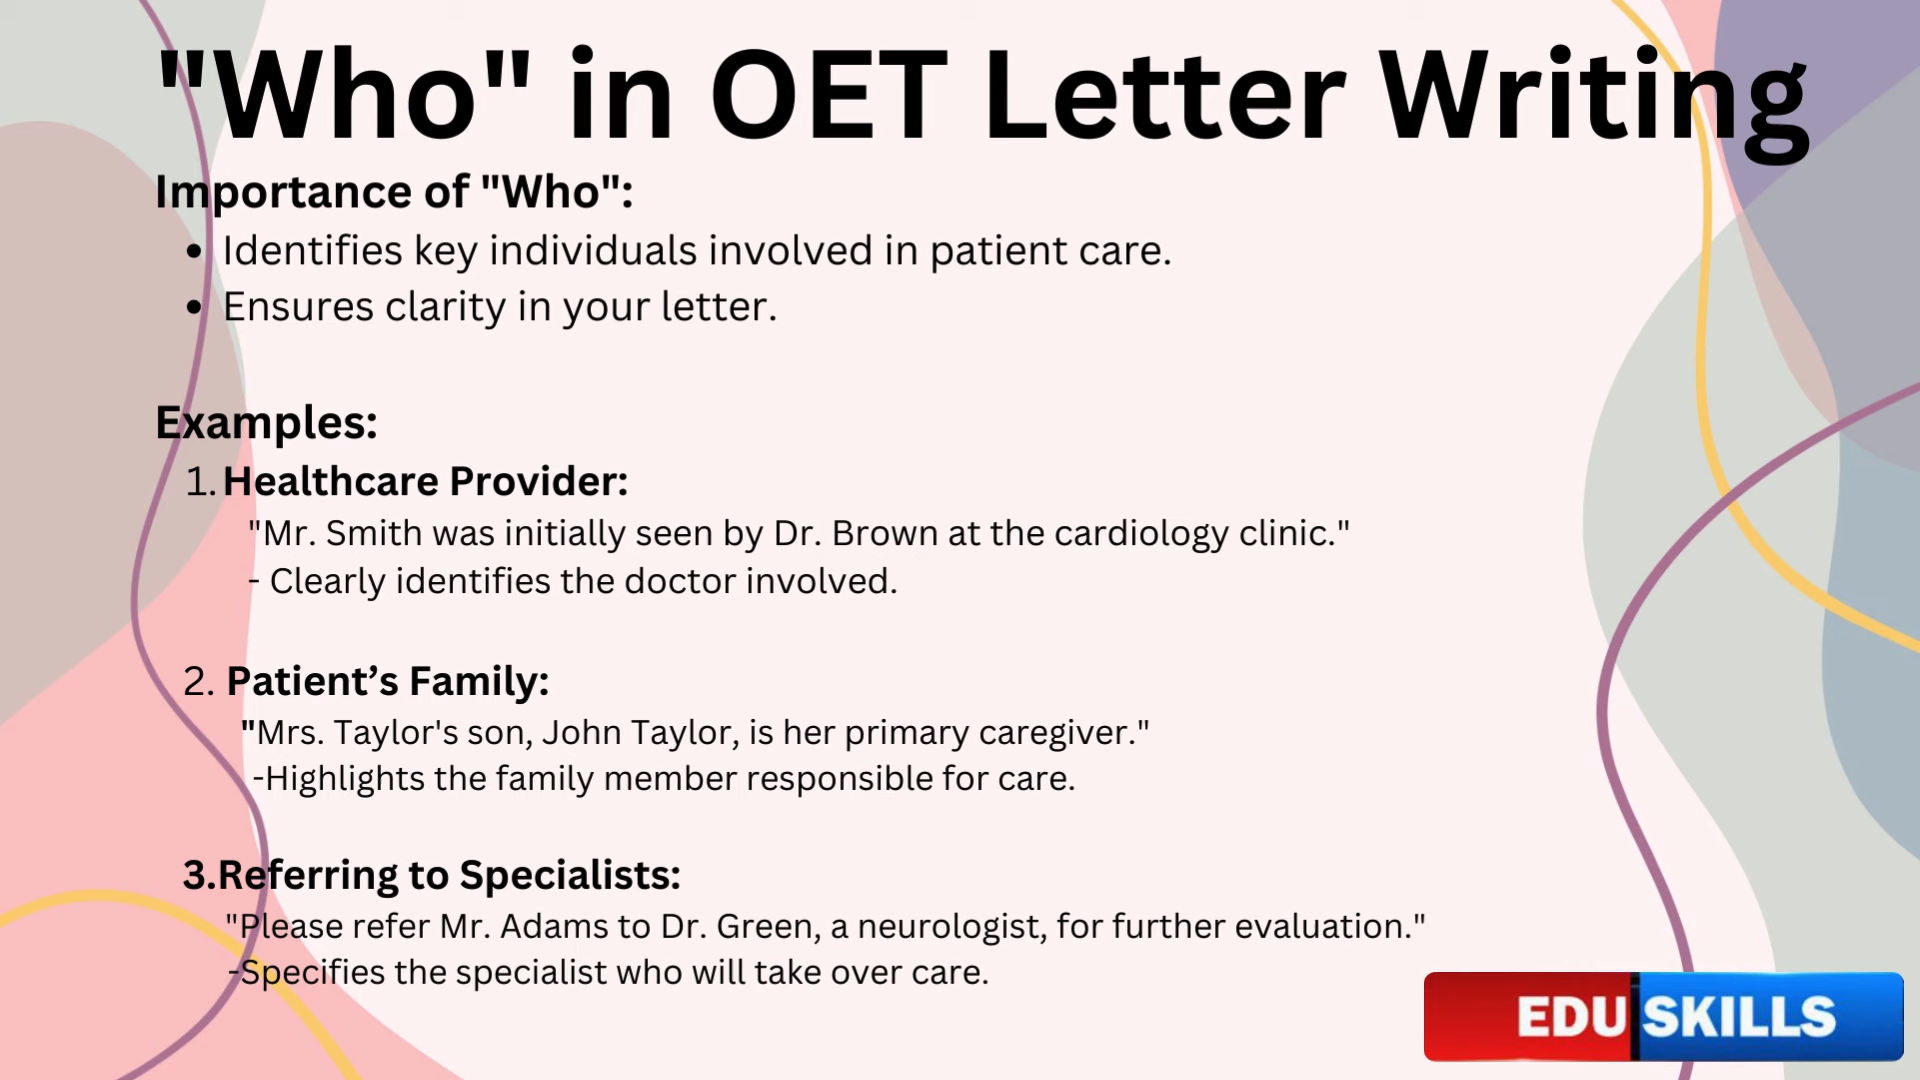 "Who" in OET Letter Writing
Importance of "Who":
• Identifies key individuals involved in patient care.
• Ensures clarity in your letter.
Examples:
1. Healthcare Provider:
"Mr. Smith was initially seen by Dr. Brown at the cardiology clinic."
- Clearly identifies the doctor involved.
2. Patient’s Family:
"Mrs. Taylor's son, John Taylor, is her primary caregiver."
-Highlights the family member responsible for care.
3.Referring to Specialists:
"Please refer Mr. Adams to Dr. Green, a neurologist, for further evaluation."
-Specifies the specialist who will take over care.
EDU SKILLS